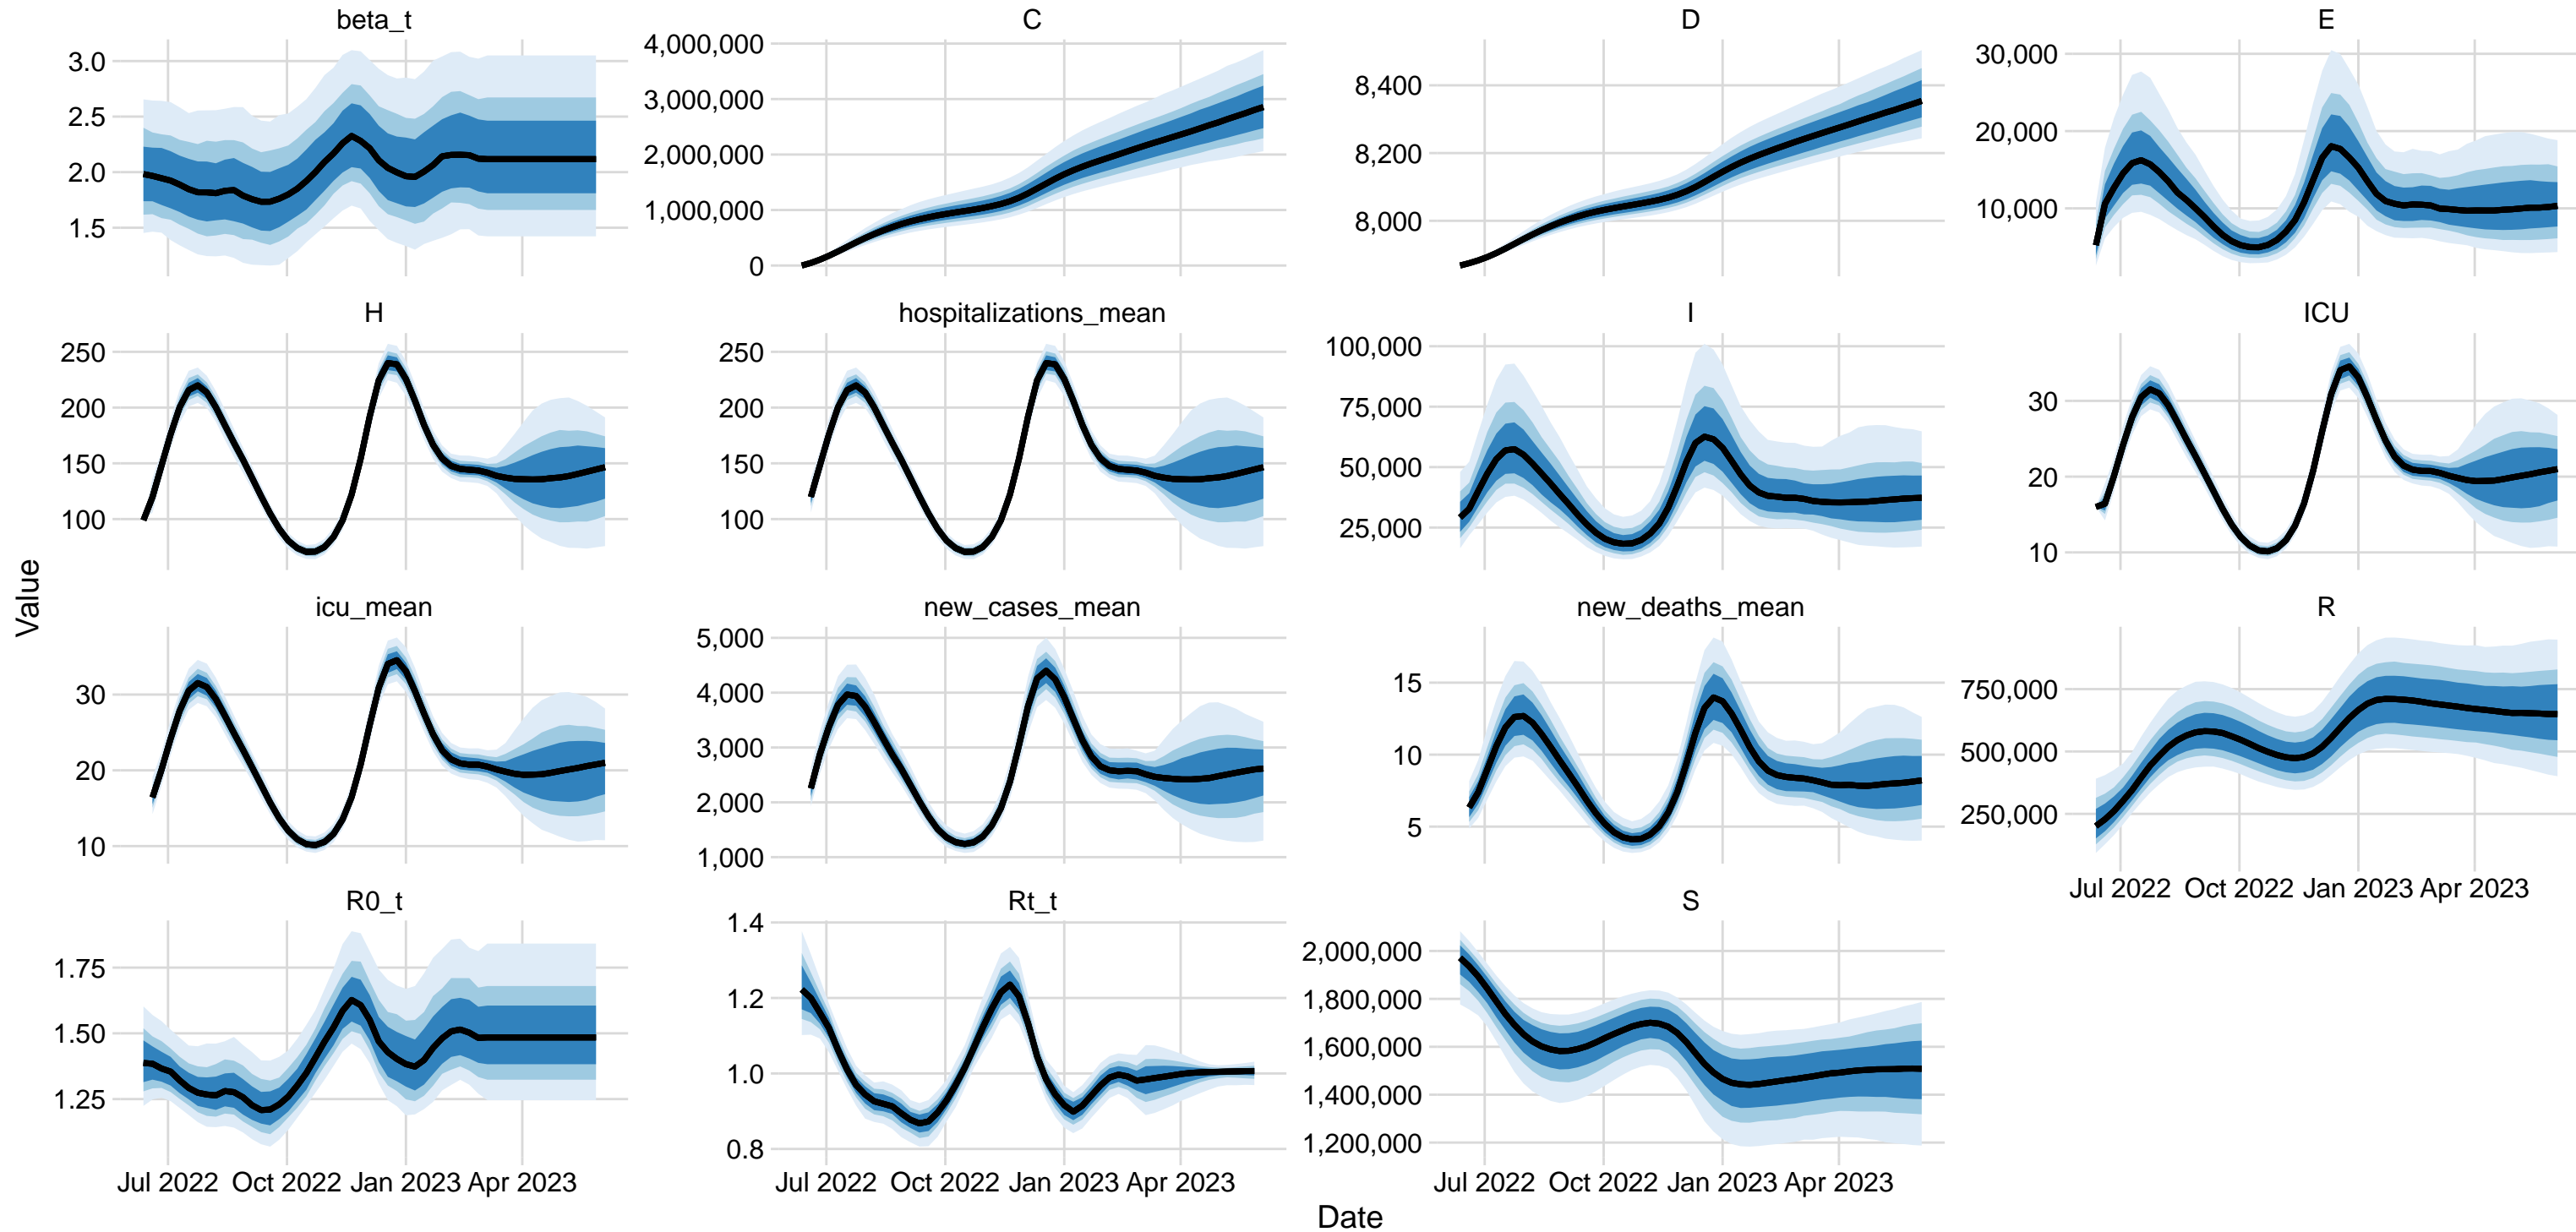 beta_t
3.0
2.5
2.0
1.5
C
4,000,000
3,000,000
2,000,000
1,000,000
0
D
8,400
8,200
8,000
E
30,000
20,000
10,000
H
250
200
150
100
hospitalizations_mean
250
200
150
100
I
100,000
75,000
50,000
25,000
ICU
30
20
10
Value
icu_mean
30
20
10
new_cases_mean
5,000
4,000
3,000
2,000
1,000
new_deaths_mean
15
10
5
R
750,000
500,000
250,000
Jul 2022 Oct 2022 Jan 2023 Apr 2023
R0_t
1.75
1.50
1.25
Jul 2022 Oct 2022 Jan 2023 Apr 2023
Rt_t
1.4
1.2
1.0
0.8
Jul 2022 Oct 2022 Jan 2023 Apr 2023
S
2,000,000
1,800,000
1,600,000
1,400,000
1,200,000
Jul 2022 Oct 2022 Jan 2023 Apr 2023
Date